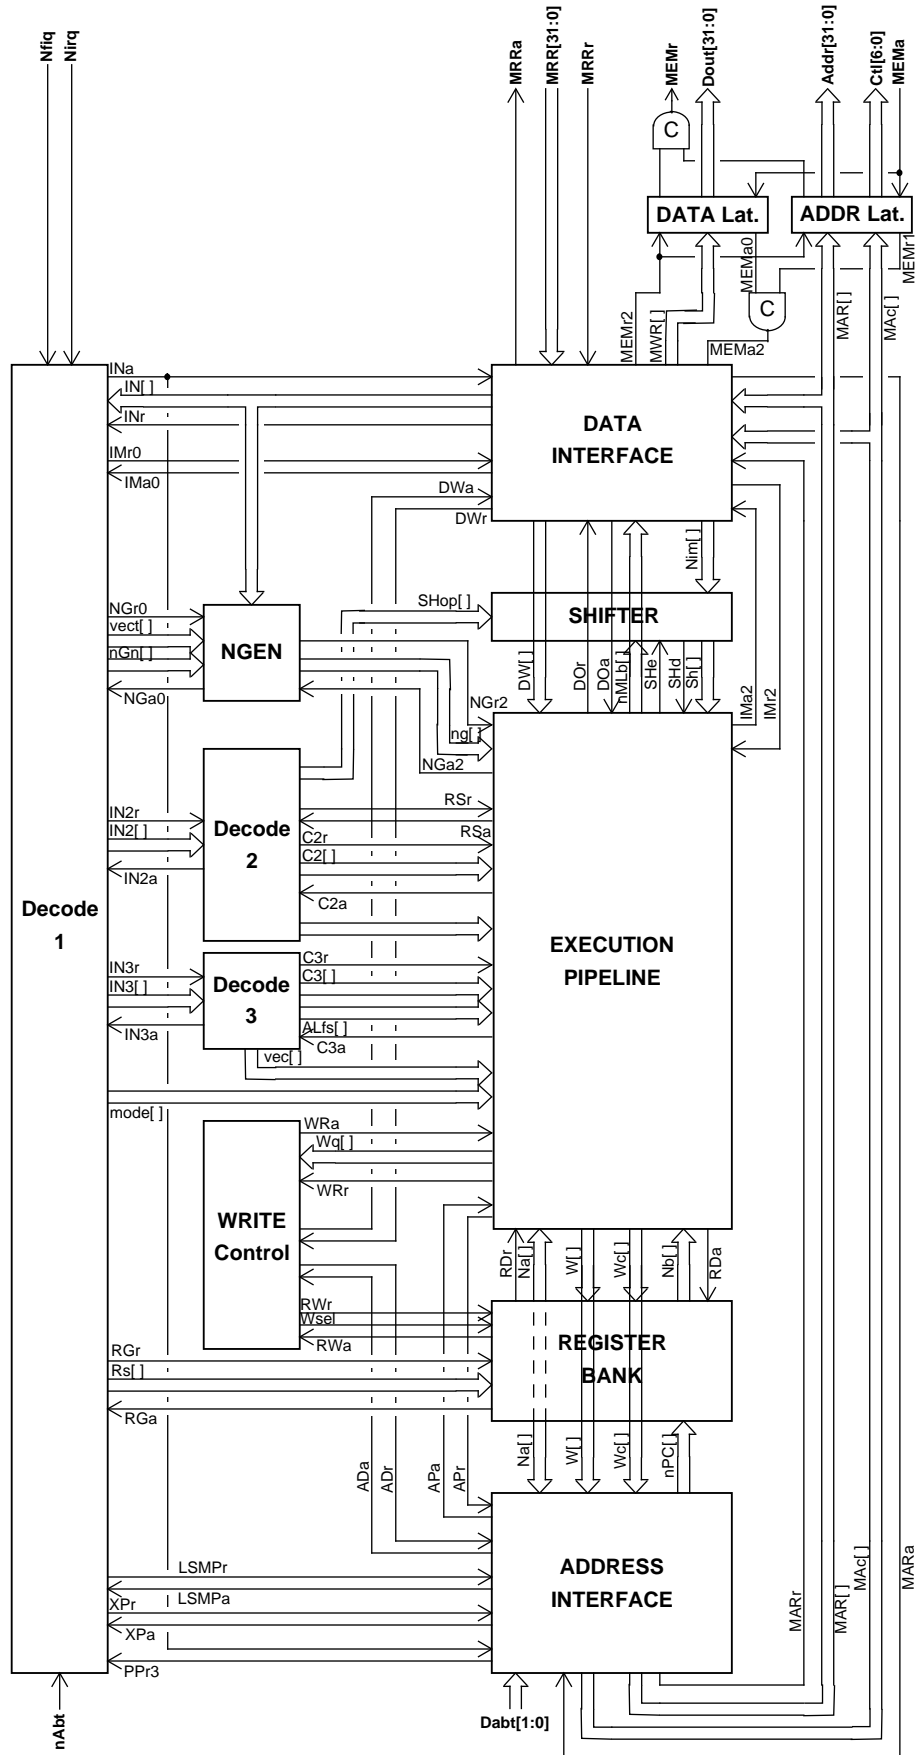 Nfiq
Nirq
MRRa
MRR[31:0]
MRRr
MEMr
Dout[31:0]
Addr[31:0]
Ctl[6:0]
MEMa
C
DATA Lat.
ADDR Lat.
MEMa0
MEMr1
C
MEMr2
MWR[ ]
MEMa2
MAR[ ]
MAc[ ]
INa
IN[ ]
INr
IMr0
IMa0
DATA
INTERFACE
DWa
DWr
Nim[ ]
SHop[ ]
SHIFTER
NGr0
vect[ ]
nGn[ ]
NGa0
NGEN
DW[ ]
DOr
DOa
nMLb[ ]
SHe
SHd
Sh[ ]
IMa2
IMr2
NGr2
ng[ ]
NGa2
IN2r
IN2[ ]
IN2a
Decode
2
RSr
RSa
C2r
C2[ ]
C2a
Decode
1
EXECUTION
PIPELINE
IN3r
IN3[ ]
IN3a
Decode
3
C3r
C3[ ]
ALfs[ ]
C3a
vec[ ]
mode[ ]
WRa
Wq[ ]
WRr
WRITE
Control
RDr
Na[ ]
W[ ]
Wc[ ]
Nb[ ]
RDa
RWr
Wsel
RWa
REGISTER
BANK
RGr
Rs[ ]
RGa
ADa
ADr
APa
APr
Na[ ]
W[ ]
Wc[ ]
nPC[ ]
LSMPr
LSMPa
XPr
XPa
PPr3
ADDRESS
INTERFACE
MARr
MAR[ ]
MAc[ ]
MARa
nAbt
Dabt[1:0]